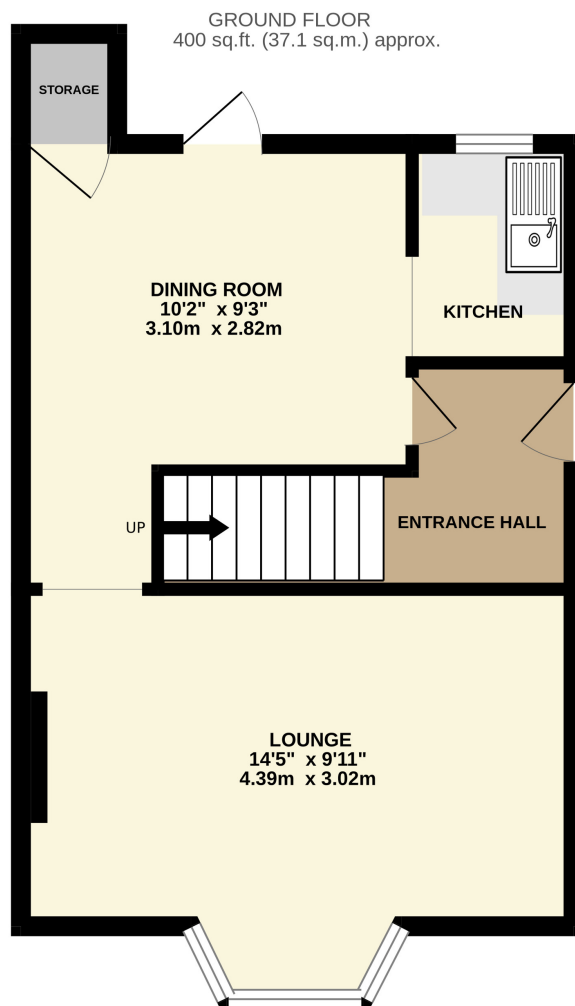 GROUND FLOOR
400 sq.ft. (37.1 sq.m.) approx.
STORAGE
DINING ROOM
10'2" x 9'3"
3.10m x 2.82m
KITCHEN
UP
ENTRANCE HALL
LOUNGE
14'5" x 9'11"
4.39m x 3.02m